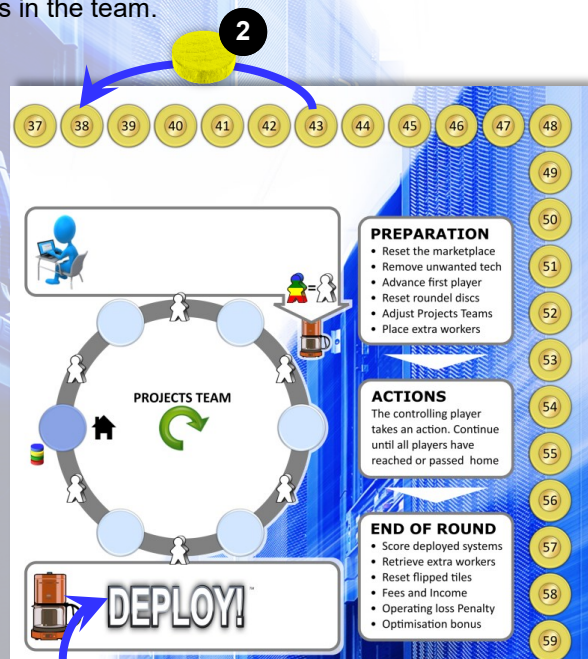 s in the team.
2
37 38 39 40 41 42 43 44 45 46 47 48
49
50
51
52
53
54
55
56
57
58
59
=
PREPARATION
• Reset the marketplace
• Remove unwanted tech
• Advance first player
• Reset roundel discs
• Adjust Projects Teams
• Place extra workers
PROJECTS TEAM
ACTIONS
The controlling player
takes an action. Continue
until all players have
reached or passed home
END OF ROUND
• Score deployed systems
• Retrieve extra workers
• Reset flipped tiles
• Fees and Income
• Operating loss Penalty
• Optimisation bonus
DEPLOY!™